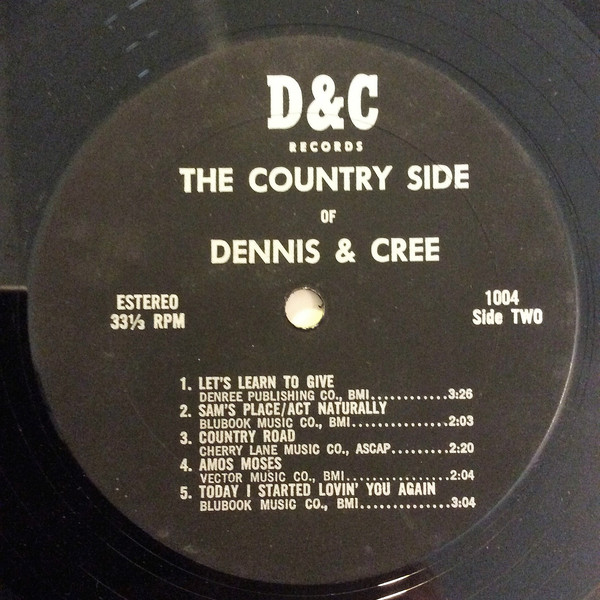 D&C
RECORDS
THE COUNTRY SIDE
OF
DENNIS & CREE
ESTEREO
33⅓ RPM
1004
Side TWO
1. LET'S LEARN TO GIVE
DENREE PUBLISHING CO., BMI............3:26
2. SAM'S PLACE/ACT NATURALLY
BLUBOOK MUSIC CO., BMI...............2:03
3. COUNTRY ROAD
CHERRY LANE MUSIC CO., ASCAP........2:20
4. AMOS MOSES
VECTOR MUSIC CO., BMI................2:04
5. TODAY I STARTED LOVIN' YOU AGAIN
BLUBOOK MUSIC CO., BMI..............3:04